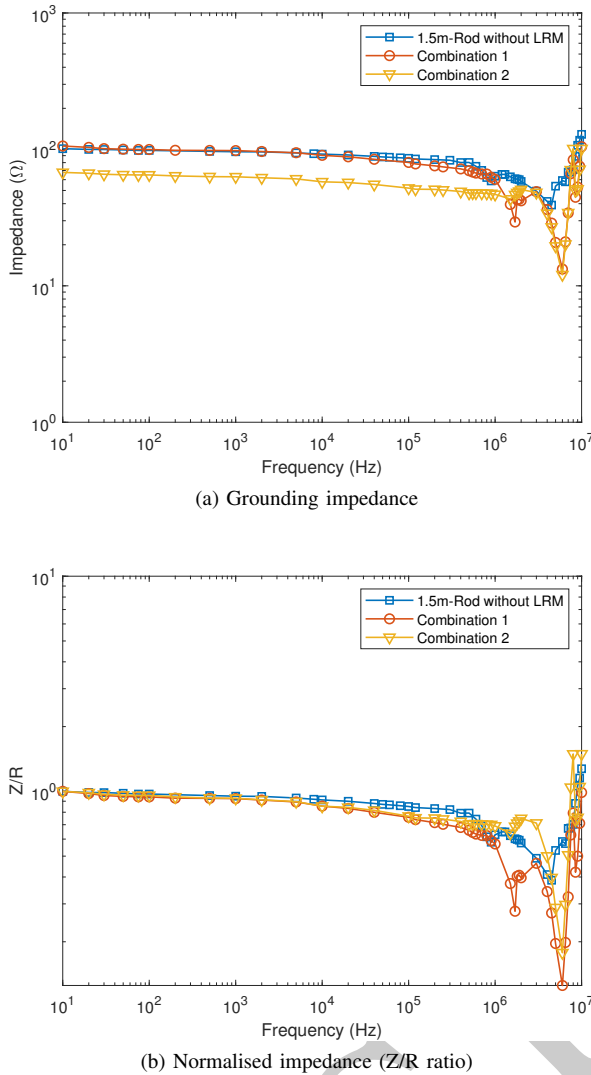 10³
1.5m-Rod without LRM
Combination 1
Combination 2
10²
Impedance (Ω)
10¹
10⁰
10¹ 10² 10³ 10⁴ 10⁵ 10⁶ 10⁷
Frequency (Hz)
(a) Grounding impedance
10¹
1.5m-Rod without LRM
Combination 1
Combination 2
Z/R
10⁰
10¹ 10² 10³ 10⁴ 10⁵ 10⁶ 10⁷
Frequency (Hz)
(b) Normalised impedance (Z/R ratio)